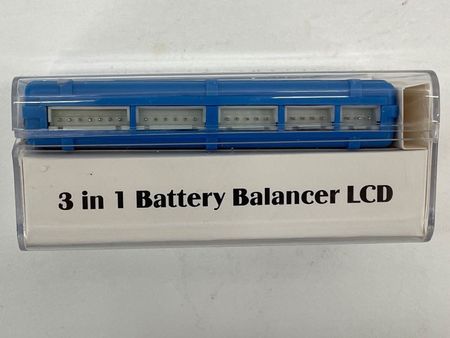 3 in 1 Battery Balancer LCD